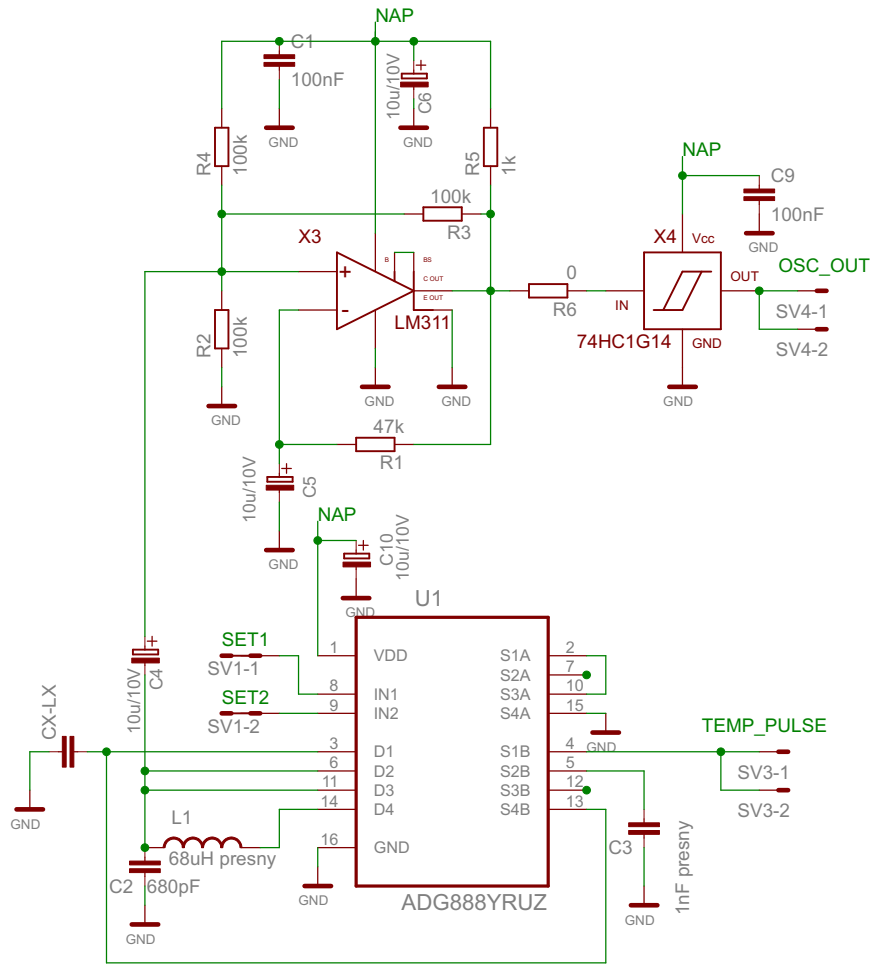 NAP
C1
100nF
GND
10u/10V
C6
GND
R4
100k
R5
1k
100k
R3
NAP
C9
100nF
GND
X3
B
BS
C OUT
E OUT
LM311
X4
Vcc
OUT
OSC_OUT
0
R6
IN
SV4-1
SV4-2
74HC1G14
GND
R2
100k
GND
GND
GND
GND
47k
R1
10u/10V
C5
GND
NAP
C10
10u/10V
GND
U1
SET1
SV1-1
SET2
SV1-2
1
VDD
8
IN1
9
IN2
3
D1
6
D2
11
D3
14
D4
16
GND
S1A
2
S2A
7
S3A
10
S4A
15
GND
S1B
4
S2B
5
S3B
12
S4B
13
TEMP_PULSE
SV3-1
SV3-2
C4
10u/10V
CX-LX
GND
L1
68uH presny
C2
680pF
GND
GND
C3
1nF presny
GND
ADG888YRUZ